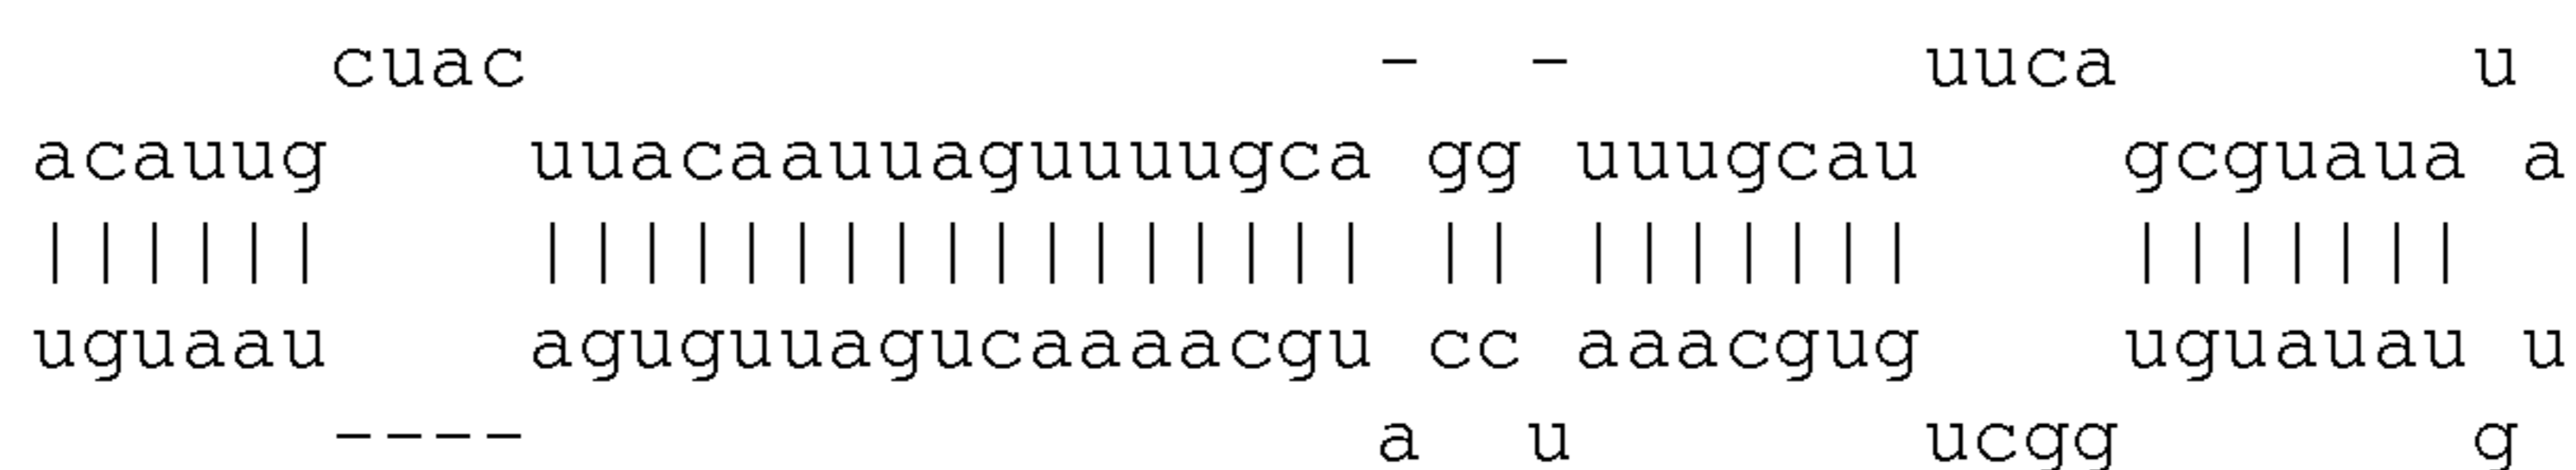 cuac                 -  -       uuca       u
acauug    uuacaauuaguuuugca gg uuugcau    gcguaua a
||||||    ||||||||||||||||| || |||||||    |||||||
uguaau    aguguuagucaaaacgu cc aaacgug    uguauau u
      ----                 a  u       ucgg       g